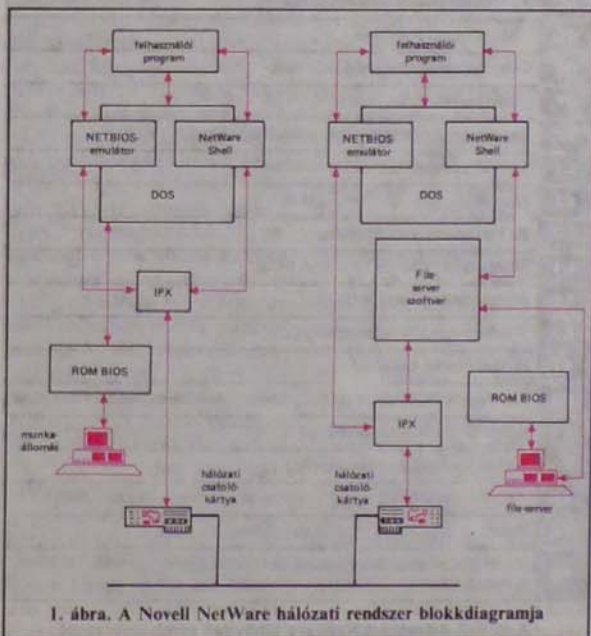 felhasználói
program
NETBIOS-
emulátor
NetWare
Shell
DOS
IPX
ROM BIOS
munka-
állomás
hálózati
csatoló-
kártya
felhasználói
program
NETBIOS-
emulátor
NetWare
Shell
DOS
File
server
szoftver
IPX
ROM BIOS
hálózati
csatoló-
kártya
file-server
1. ábra. A Novell NetWare hálózati rendszer blokkdiagramja